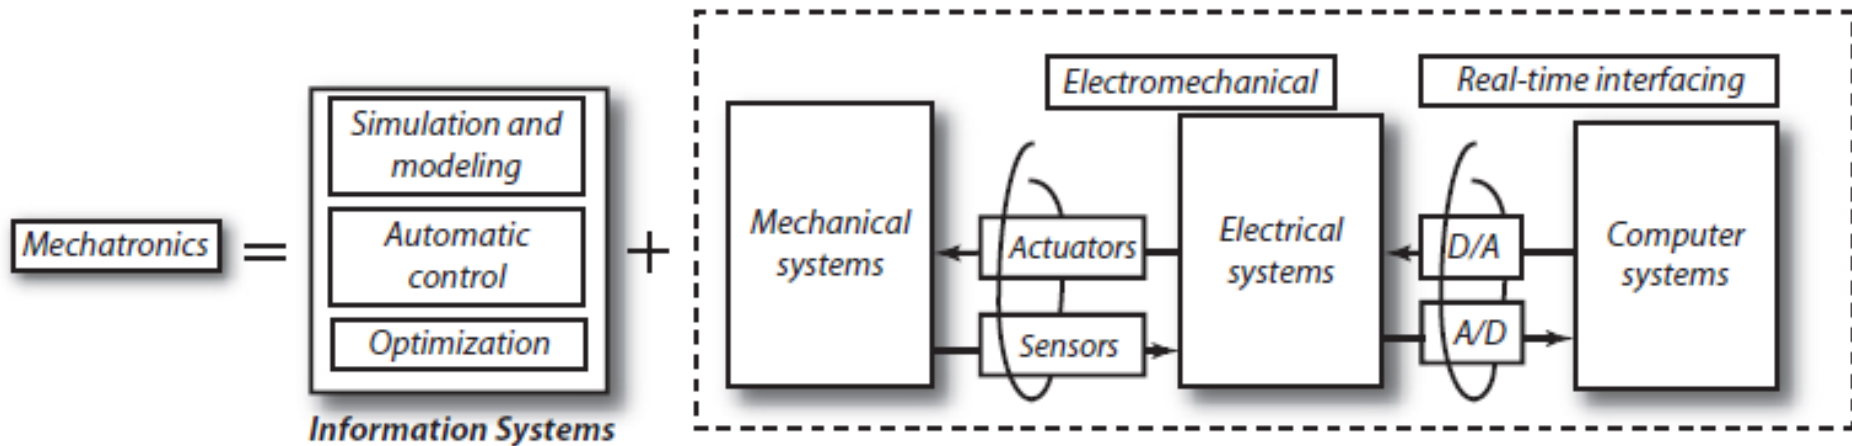 Mechatronics
=
Simulation and
modeling
Automatic
control
Optimization
Information Systems
+
Electromechanical
Real-time interfacing
Mechanical
systems
Actuators
Sensors
Electrical
systems
D/A
A/D
Computer
systems